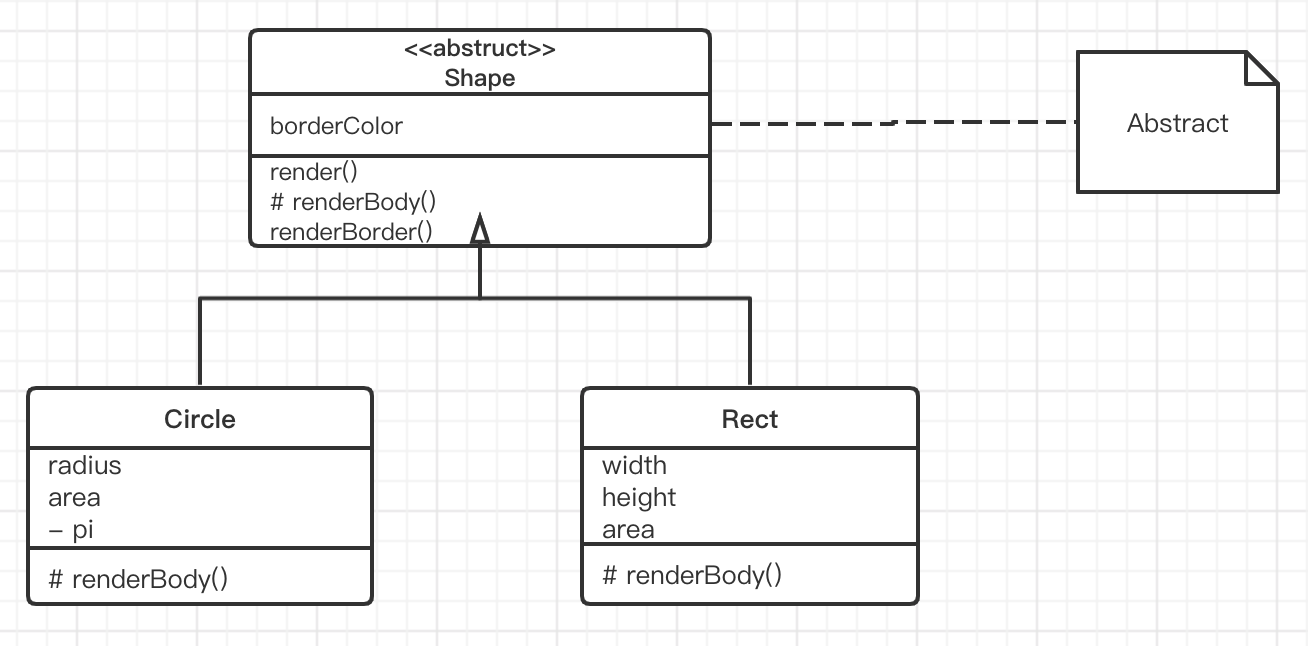 <<abstruct>>
Shape
borderColor
render()
# renderBody()
renderBorder()
Abstract
Circle
radius
area
– pi
# renderBody()
Rect
width
height
area
# renderBody()